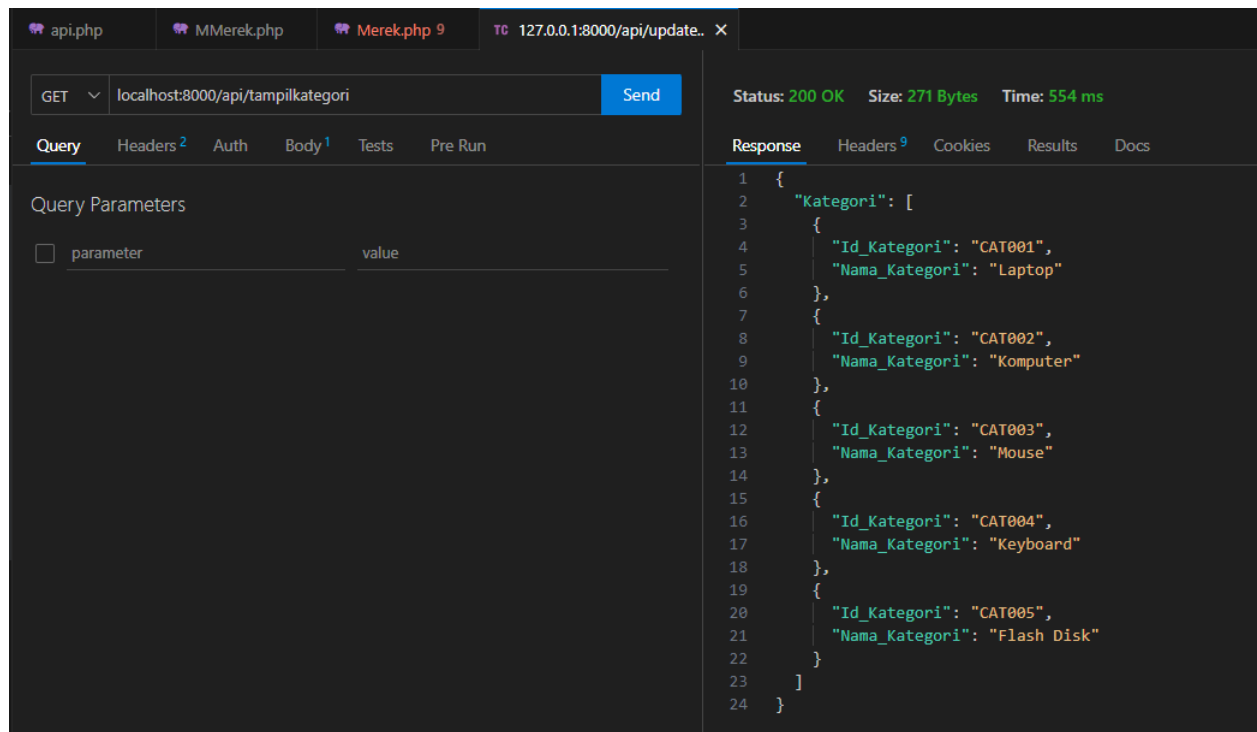 api.php MMerek.php Merek.php 9 TC 127.0.0.1:8000/api/update..
GET localhost:8000/api/tampilkategori Send
Query Headers 2 Auth Body 1 Tests Pre Run
Query Parameters
parameter value
Status: 200 OK Size: 271 Bytes Time: 554 ms
Response Headers 9 Cookies Results Docs
1 {
2 "Kategori": [
3 {
4 "Id_Kategori": "CAT001",
5 "Nama_Kategori": "Laptop"
6 },
7 {
8 "Id_Kategori": "CAT002",
9 "Nama_Kategori": "Komputer"
10 },
11 {
12 "Id_Kategori": "CAT003",
13 "Nama_Kategori": "Mouse"
14 },
15 {
16 "Id_Kategori": "CAT004",
17 "Nama_Kategori": "Keyboard"
18 },
19 {
20 "Id_Kategori": "CAT005",
21 "Nama_Kategori": "Flash Disk"
22 }
23 ]
24 }